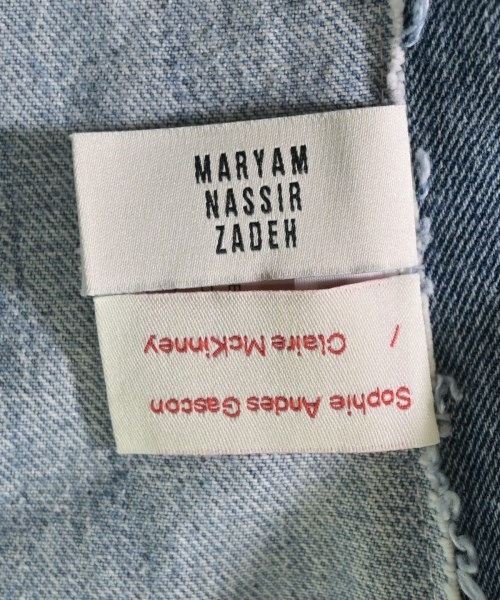 MARYAM
NASSIR
ZADEH
Sophie Andes Gascon
/
Claire McKinney